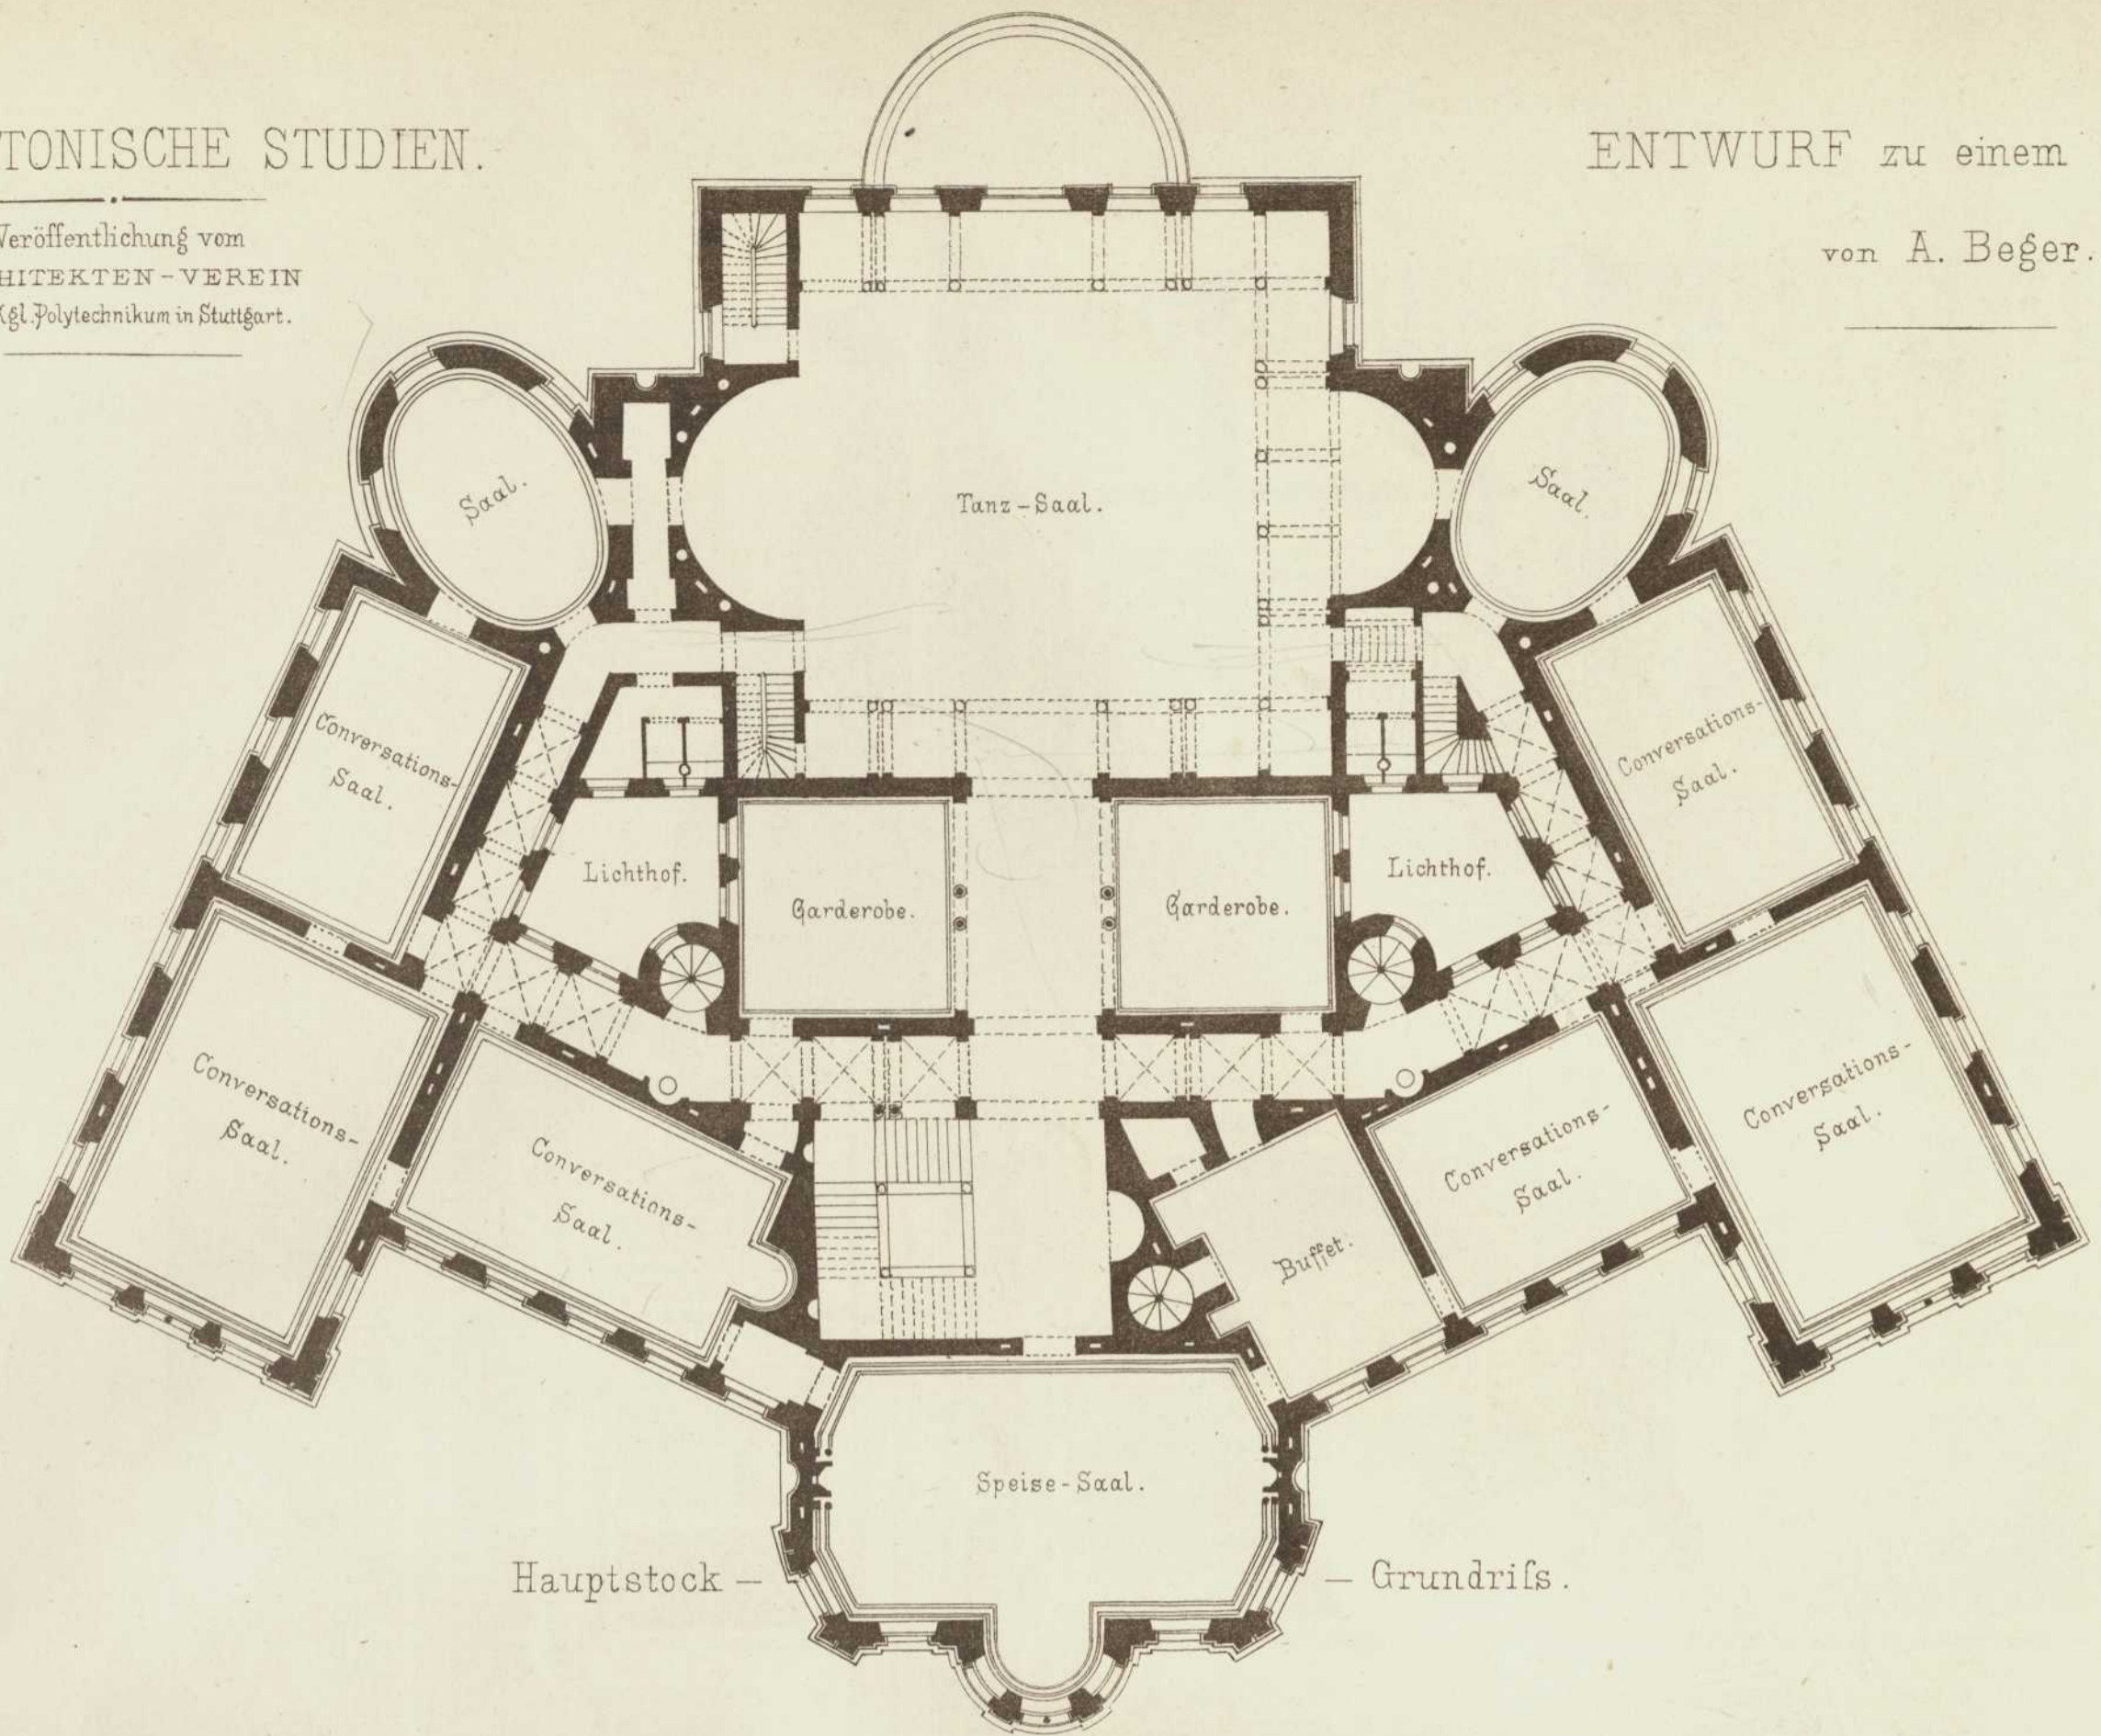 TONISCHE STUDIEN.
Veröffentlichung vom
HITEKTEN-VEREIN
Kgl. Polytechnikum in Stuttgart.
ENTWURF zu einem
von A. Beger.
Saal.
Tanz-Saal.
Saal.
Conversations-
Saal.
Conversations-
Saal.
Lichthof.
Garderobe.
Garderobe.
Lichthof.
Conversations-
Saal.
Conversations-
Saal.
Conversations-
Saal.
Buffet.
Conversations-
Saal.
Speise-Saal.
Hauptstock —
— Grundriſs.